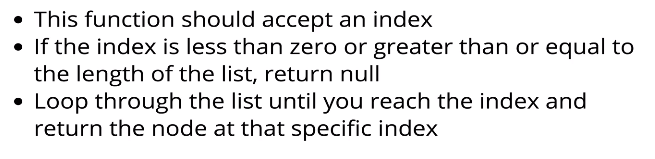 • This function should accept an index
• If the index is less than zero or greater than or equal to
the length of the list, return null
• Loop through the list until you reach the index and
return the node at that specific index